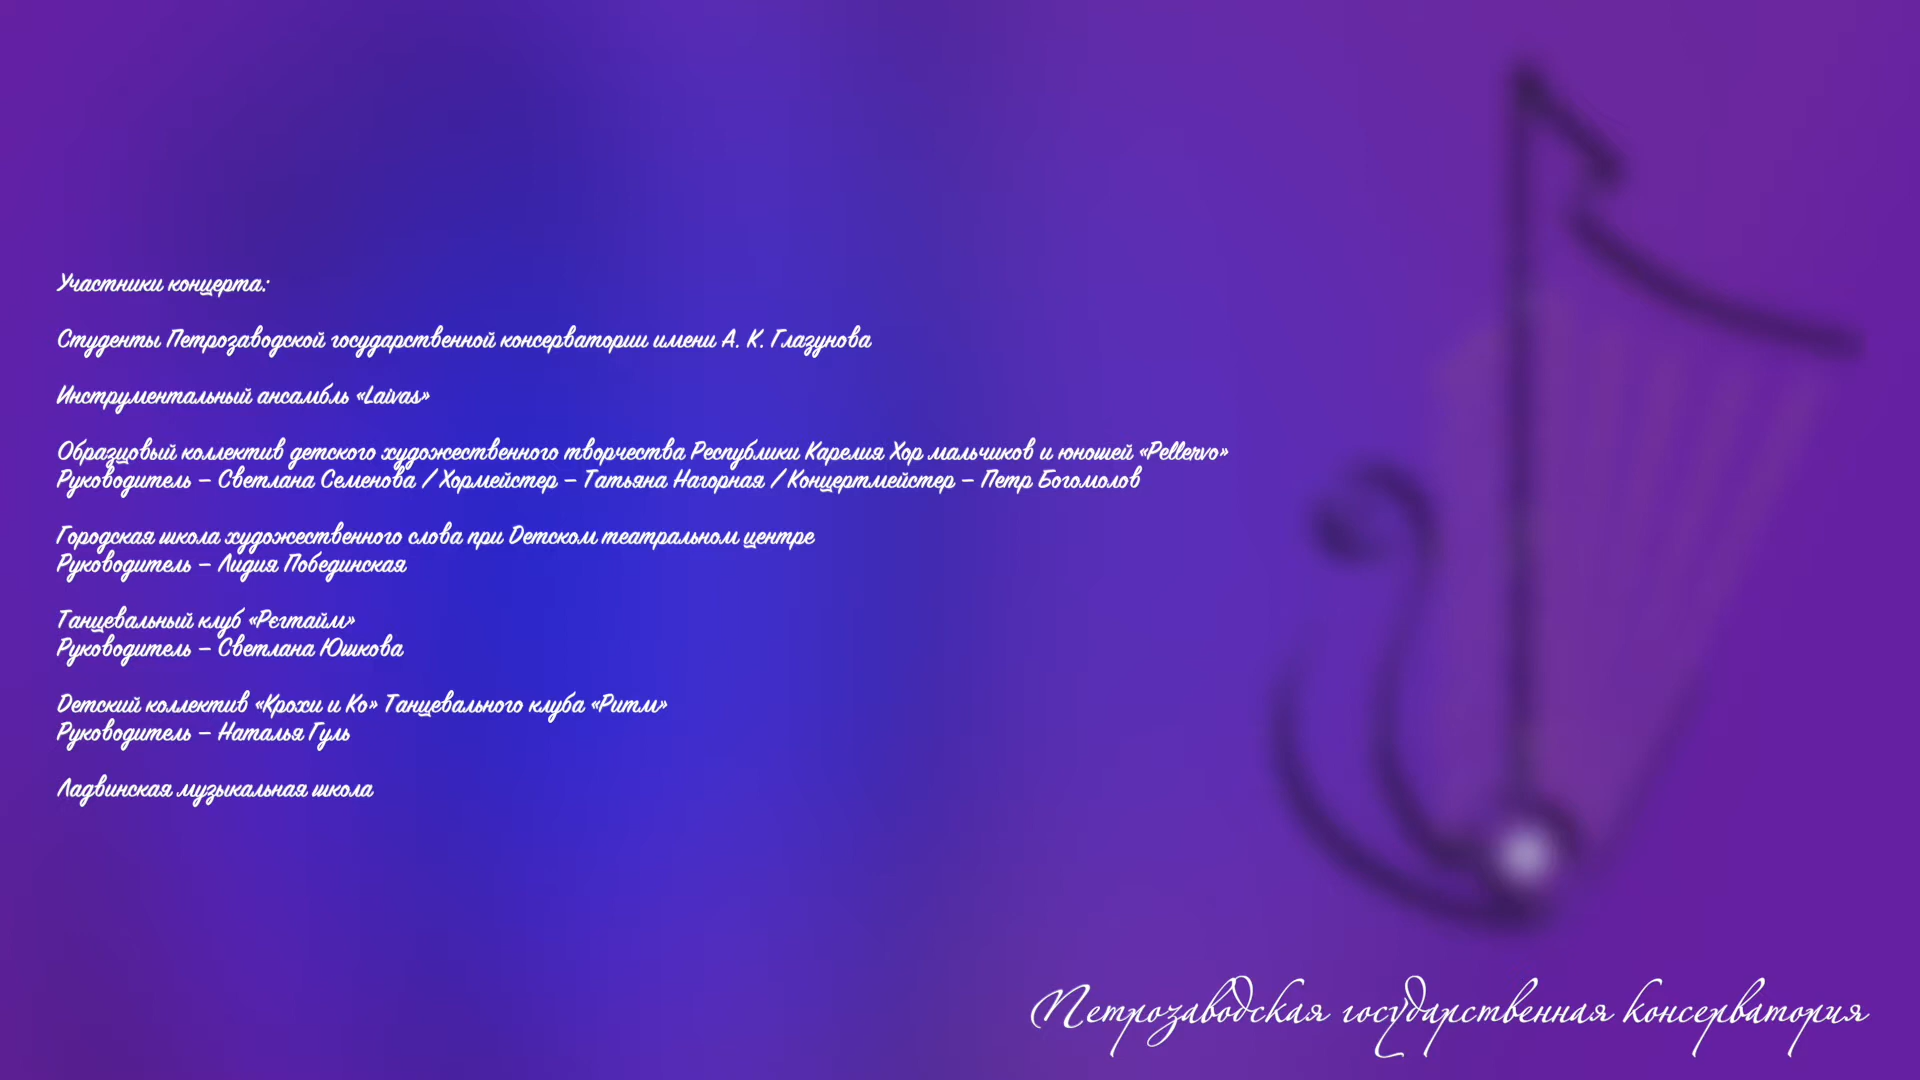 Участники концерта:
Студенты Петрозаводской государственной консерватории имени А. К. Глазунова
Инструментальный ансамбль «Laivas»
Образцовый коллектив детского художественного творчества Республики Карелия Хор мальчиков и юношей «Pellervo»
Руководитель – Светлана Семенова / Хормейстер – Татьяна Нагорная / Концертмейстер – Петр Богомолов
Городская школа художественного слова при Детском театральном центре
Руководитель – Лидия Побединская
Танцевальный клуб «Рэгтайм»
Руководитель – Светлана Юшкова
Детский коллектив «Крохи и Ко» Танцевального клуба «Ритм»
Руководитель – Наталья Гуль
Ладвинская музыкальная школа
Петрозаводская государственная консерватория